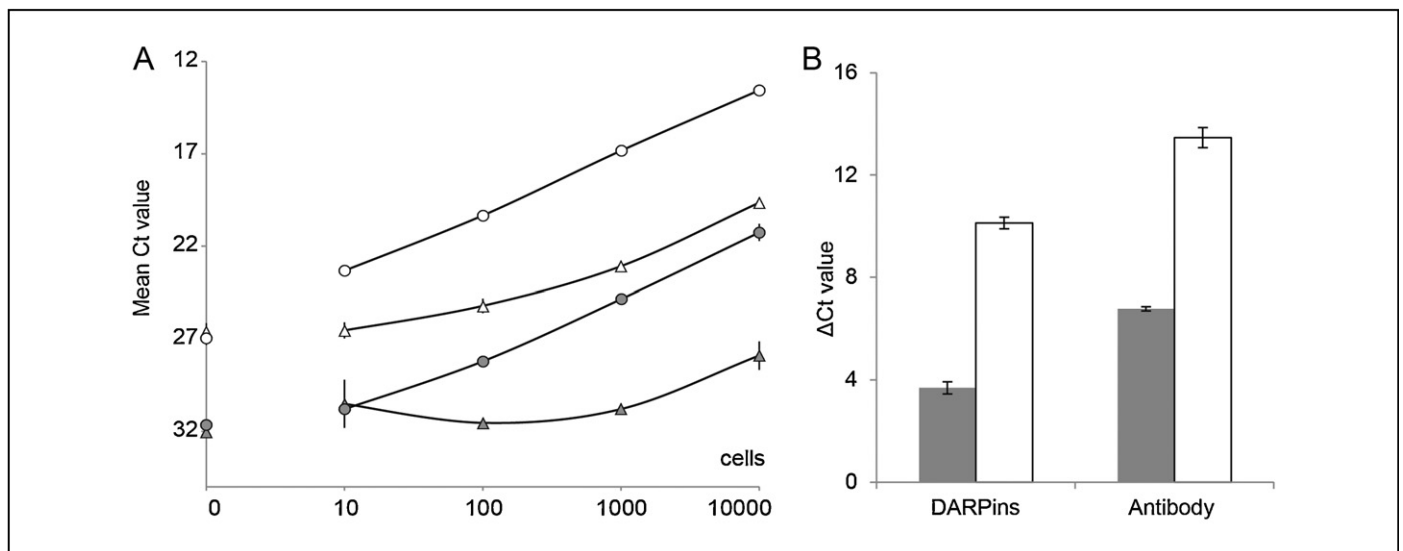 A
Mean Ct value
12
17
22
27
32
cells
0 10 100 1000 10000
B
ΔCt value
16
12
8
4
0
DARPins Antibody